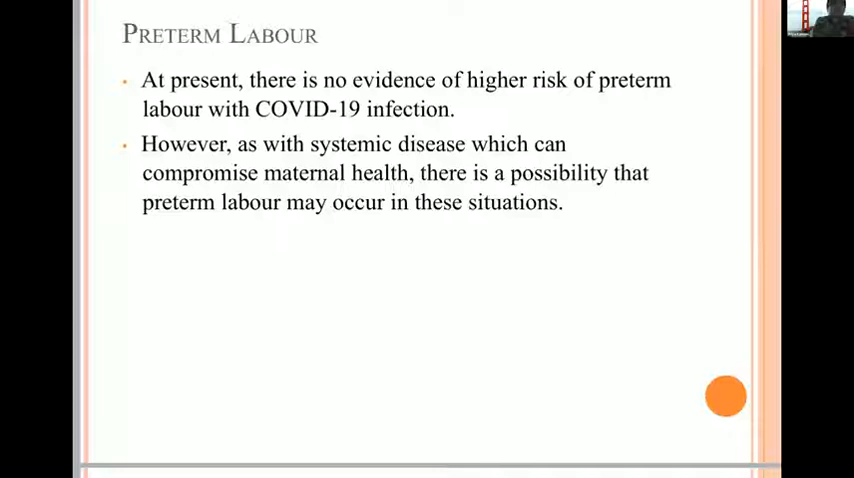 PRETERM LABOUR
• At present, there is no evidence of higher risk of preterm
labour with COVID-19 infection.
• However, as with systemic disease which can
compromise maternal health, there is a possibility that
preterm labour may occur in these situations.